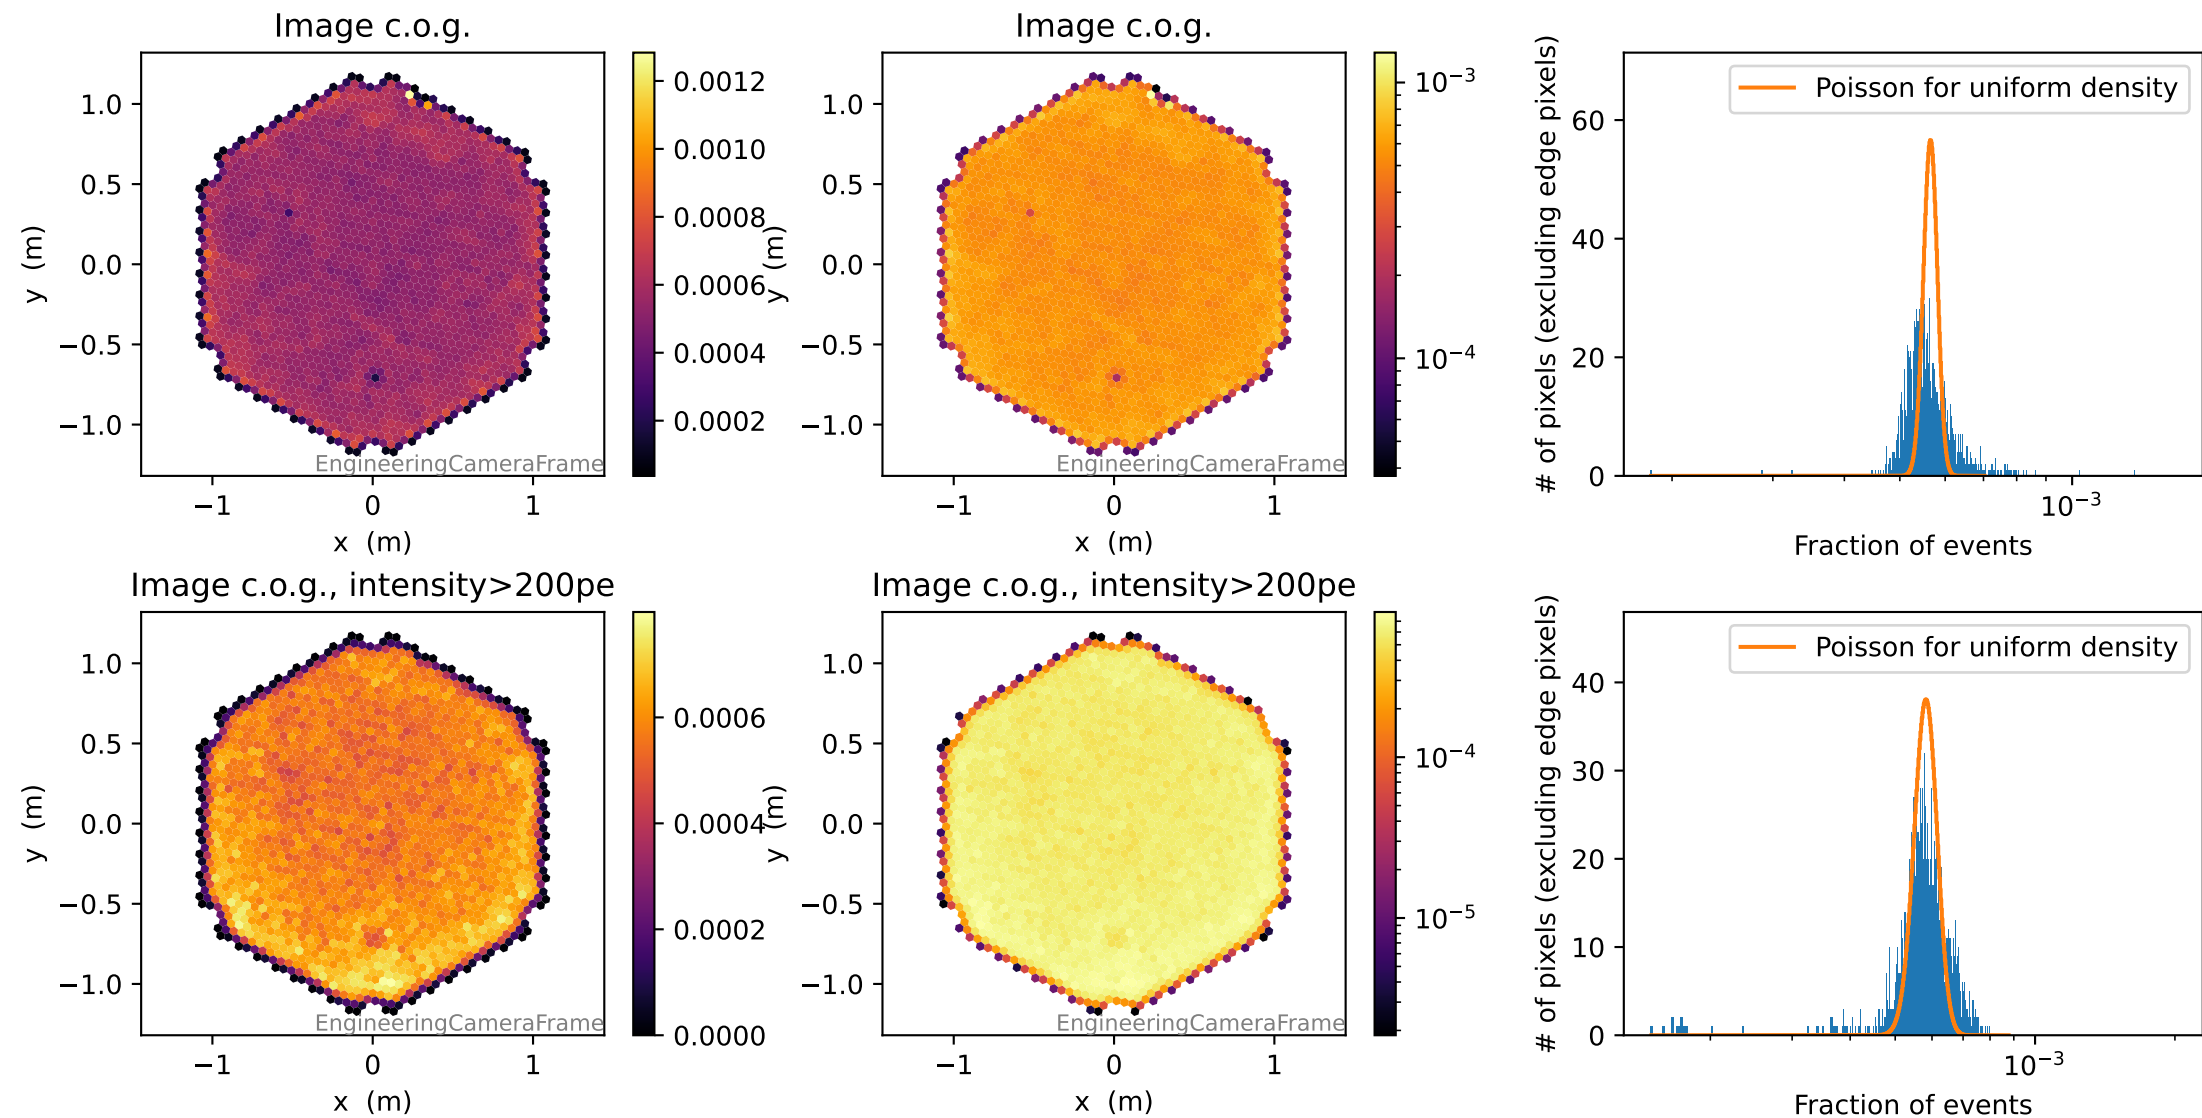 Image c.o.g.
1.0
0.5
0.0
−0.5
−1.0
y (m)
−1 0 1
x (m)
EngineeringCameraFrame
0.0012
0.0010
0.0008
0.0006
0.0004
0.0002
Image c.o.g.
1.0
0.5
0.0
−0.5
−1.0
y (m)
−1 0 1
x (m)
EngineeringCameraFrame
10−3
10−4
# of pixels (excluding edge pixels)
60
40
20
0
Poisson for uniform density
10−3
Fraction of events
Image c.o.g., intensity>200pe
1.0
0.5
0.0
−0.5
−1.0
y (m)
−1 0 1
x (m)
EngineeringCameraFrame
0.0006
0.0004
0.0002
0.0000
Image c.o.g., intensity>200pe
1.0
0.5
0.0
−0.5
−1.0
y (m)
−1 0 1
x (m)
EngineeringCameraFrame
10−4
10−5
# of pixels (excluding edge pixels)
40
30
20
10
0
Poisson for uniform density
10−3
Fraction of events